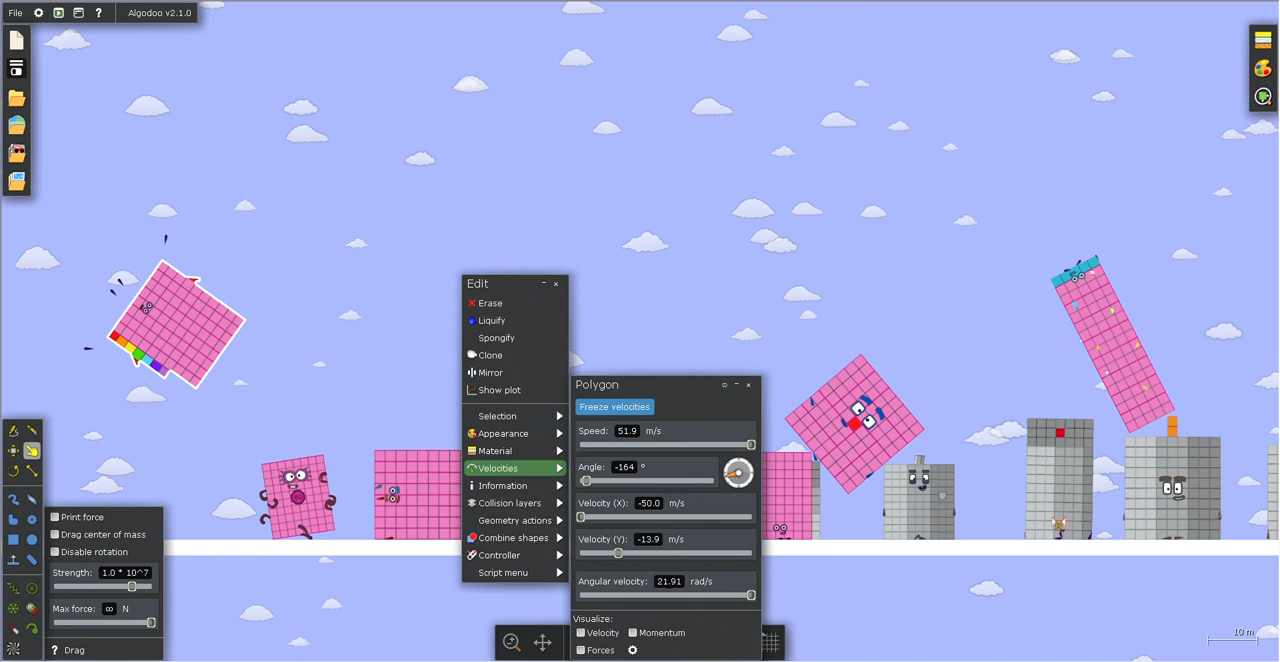 File ? Algodoo v2.1.0
Edit
Erase
Liquify
Spongify
Clone
Mirror
Show plot
Selection
Appearance
Material
Velocities
Information
Collision layers
Geometry actions
Combine shapes
Controller
Script menu
Polygon
Freeze velocities
Speed: 51.9 m/s
Angle: -164 °
Velocity (X): -50.0 m/s
Velocity (Y): -13.9 m/s
Angular velocity: 21.91 rad/s
Visualize:
Velocity Momentum
Forces
Print force
Drag center of mass
Disable rotation
Strength: 1.0 * 10^7
Max force: ∞ N
? Drag
10 m